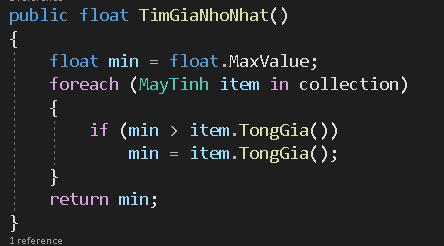 public float TimGiaNhoNhat()
{
float min = float.MaxValue;
foreach (MayTinh item in collection)
{
if (min > item.TongGia())
min = item.TongGia();
}
return min;
}
1 reference